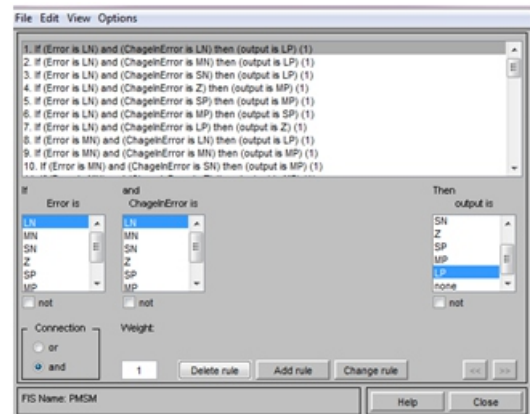 File Edit View Options
1. If (Error is LN) and (ChageInError is LN) then (output is LP) (1)
2. If (Error is LN) and (ChageInError is MN) then (output is LP) (1)
3. If (Error is LN) and (ChageInError is SN) then (output is LP) (1)
4. If (Error is LN) and (ChageInError is Z) then (output is MP) (1)
5. If (Error is LN) and (ChageInError is SP) then (output is MP) (1)
6. If (Error is LN) and (ChageInError is MP) then (output is SP) (1)
7. If (Error is LN) and (ChageInError is LP) then (output is Z) (1)
8. If (Error is MN) and (ChageInError is LN) then (output is LP) (1)
9. If (Error is MN) and (ChageInError is MN) then (output is MP) (1)
10. If (Error is MN) and (ChageInError is SN) then (output is MP) (1)
If and Then
Error is ChageInError is output is
LN LN SN
MN MN Z
SN SN SP
Z Z MP
SP SP LP
MP MP none
not not not
Connection Weight:
or
and 1 Delete rule Add rule Change rule << >>
FIS Name: PMSM Help Close